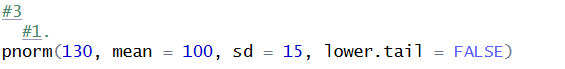 #3
#1.
pnorm(130, mean = 100, sd = 15, lower.tail = FALSE)